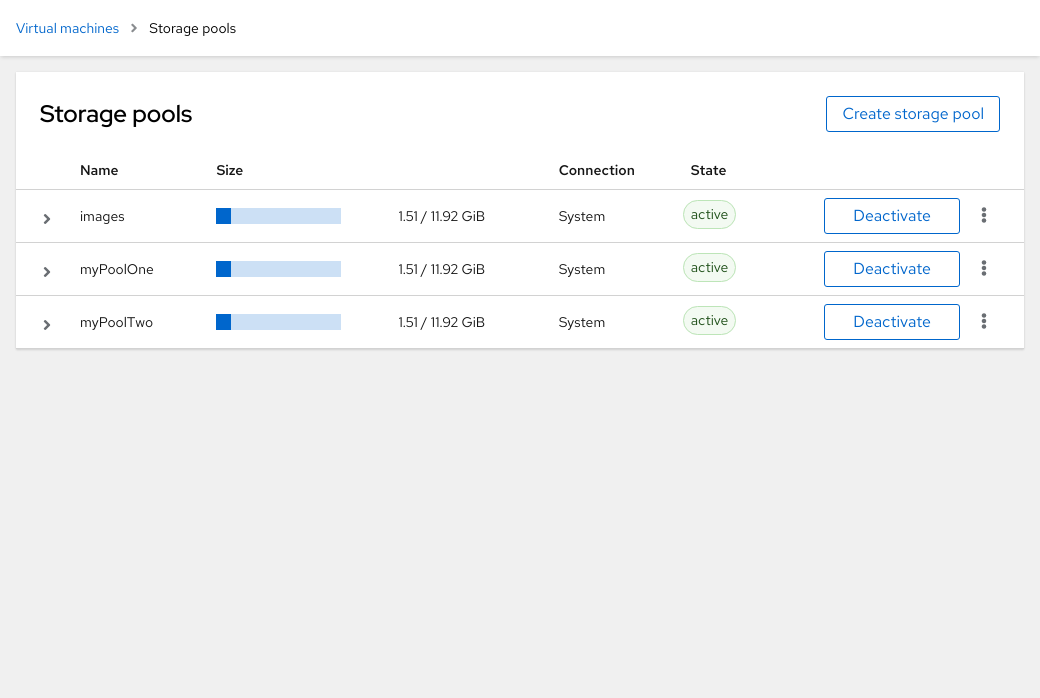 Virtual machines > Storage pools
Storage pools Create storage pool
Name Size Connection State
images 1.51 / 11.92 GiB System active Deactivate
myPoolOne 1.51 / 11.92 GiB System active Deactivate
myPoolTwo 1.51 / 11.92 GiB System active Deactivate